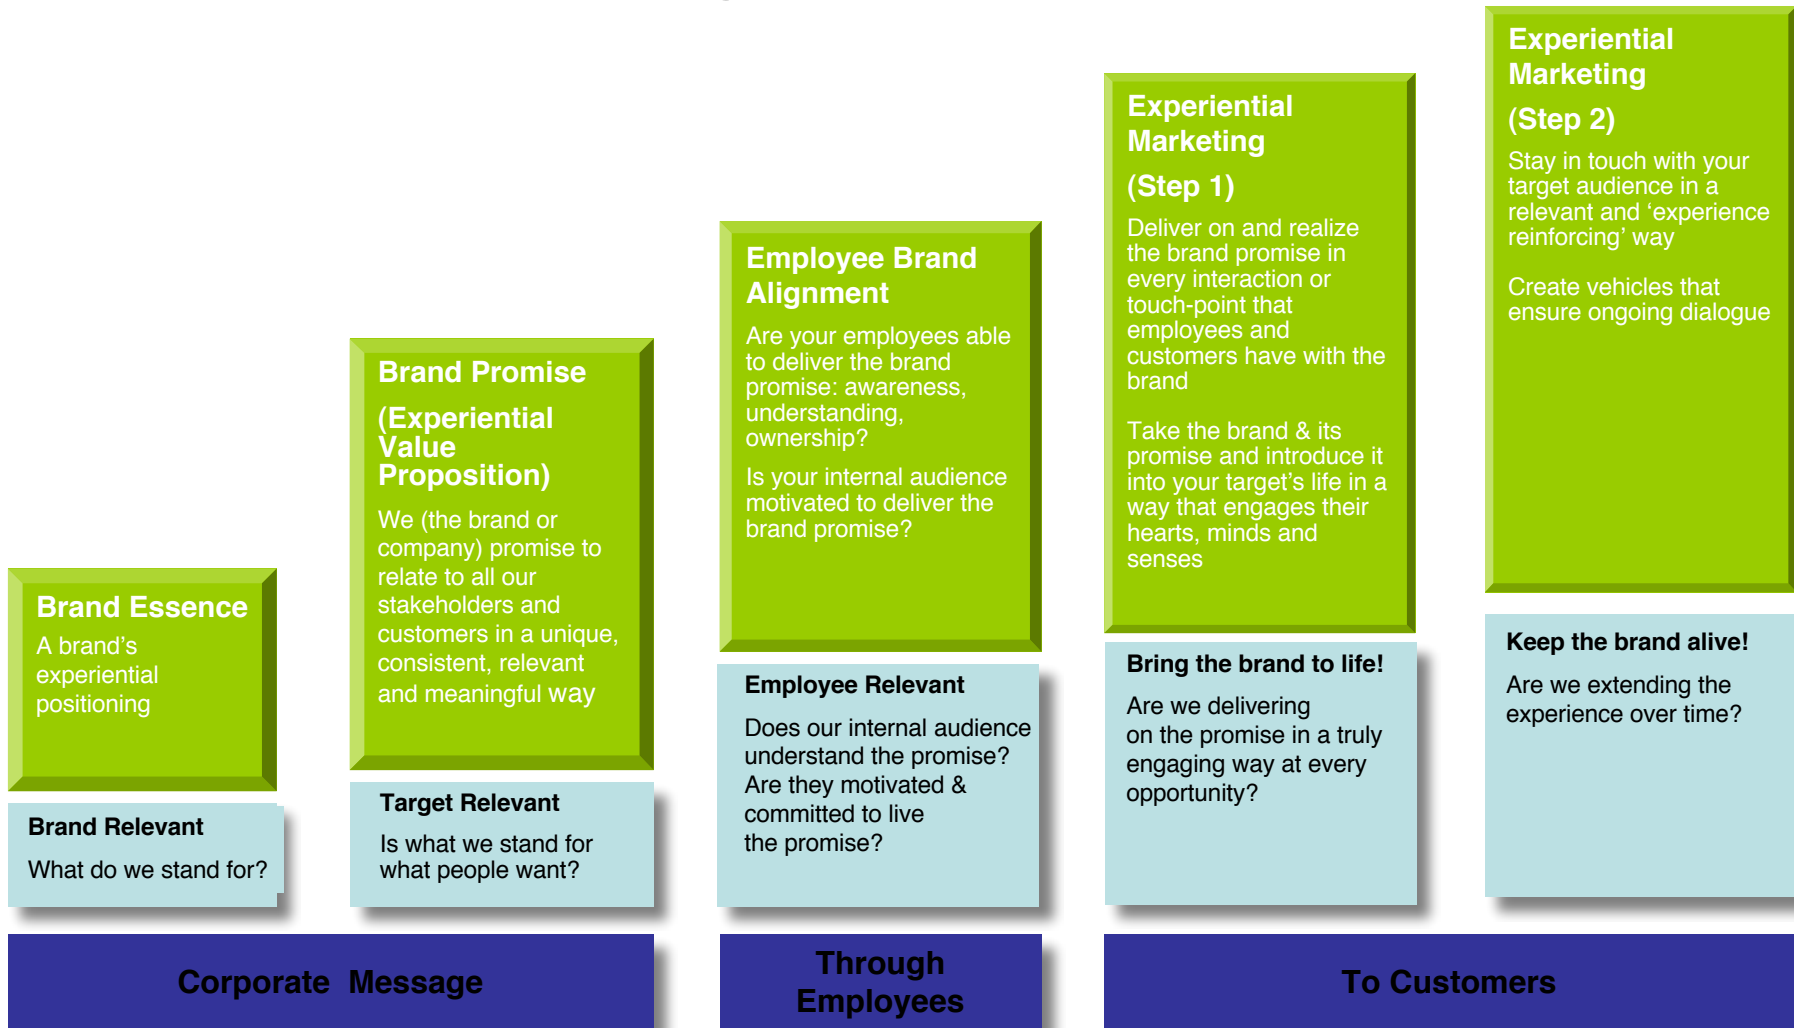 Brand Essence
A brand’s
experiential
positioning
Brand Relevant
What do we stand for?
Brand Promise
(Experiential
Value
Proposition)
We (the brand or
company) promise to
relate to all our
stakeholders and
customers in a unique,
consistent, relevant
and meaningful way
Target Relevant
Is what we stand for
what people want?
Corporate Message
Employee Brand
Alignment
Are your employees able
to deliver the brand
promise: awareness,
understanding,
ownership?
Is your internal audience
motivated to deliver the
brand promise?
Employee Relevant
Does our internal audience
understand the promise?
Are they motivated &
committed to live
the promise?
Through
Employees
Experiential
Marketing
(Step 1)
Deliver on and realize
the brand promise in
every interaction or
touch-point that
employees and
customers have with the
brand
Take the brand & its
promise and introduce it
into your target’s life in a
way that engages their
hearts, minds and
senses
Bring the brand to life!
Are we delivering
on the promise in a truly
engaging way at every
opportunity?
Experiential
Marketing
(Step 2)
Stay in touch with your
target audience in a
relevant and ‘experience
reinforcing’ way
Create vehicles that
ensure ongoing dialogue
Keep the brand alive!
Are we extending the
experience over time?
To Customers